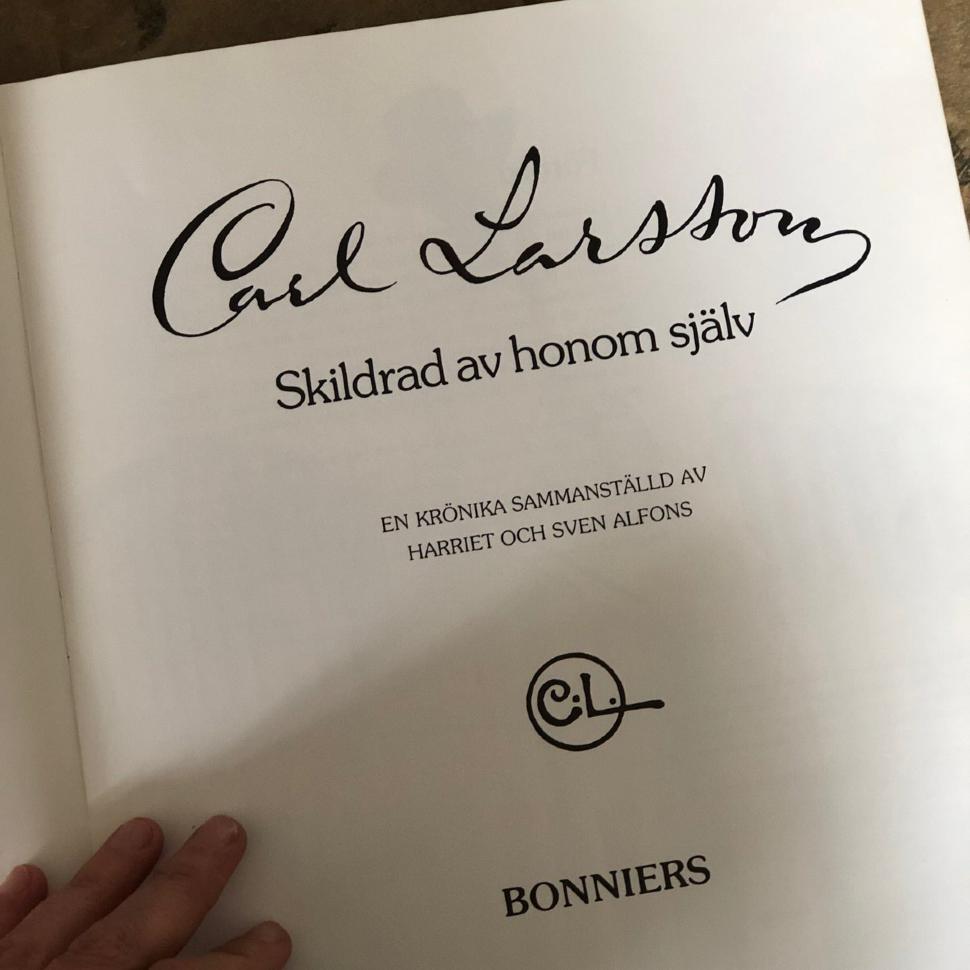 Carl Larsson
Skildrad av honom själv
EN KRÖNIKA SAMMANSTÄLLD AV
HARRIET OCH SVEN ALFONS
C.L.
BONNIERS